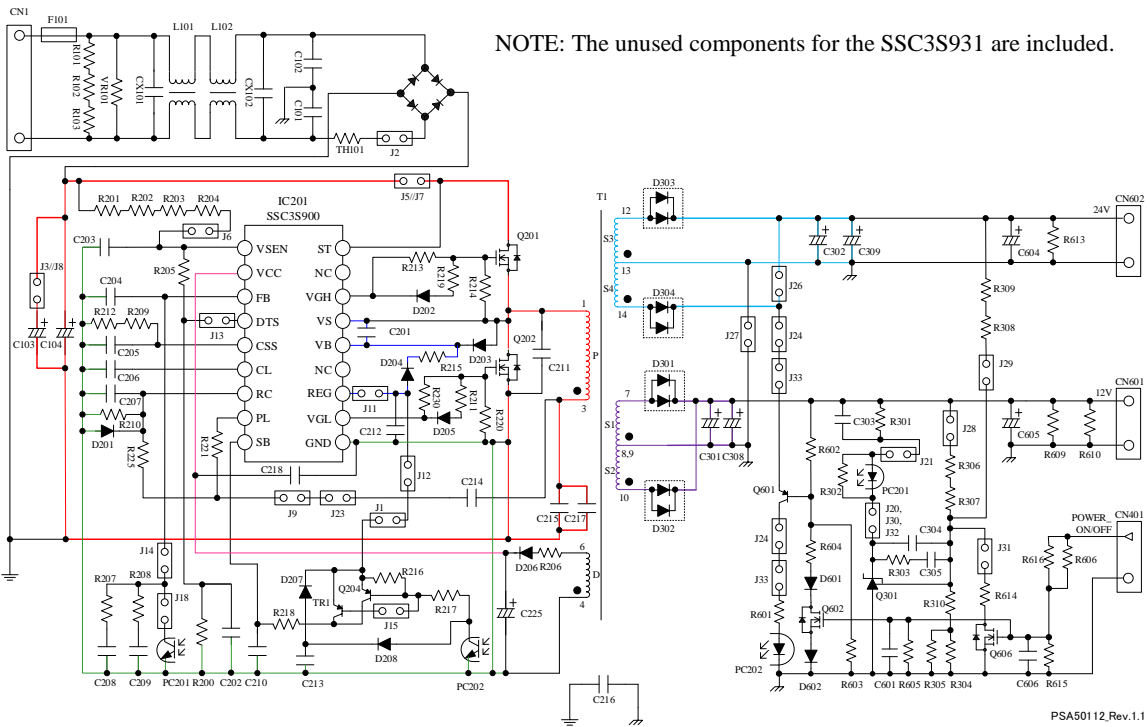 CN1
F101
L101
L102
R101
R102
R103
VR101
CX101
CX102
C102
C101
TH101
J2
NOTE: The unused components for the SSC3S931 are included.
J5//J7
R201
R202
R203
R204
J6
IC201
SSC3S900
C203
R205
VSEN
VCC
FB
DTS
CSS
CL
RC
PL
SB
ST
NC
VGH
VS
VB
NC
REG
VGL
GND
J3//J8
C103
C104
C204
R212
R209
J13
C205
C206
C207
R210
D201
R225
R221
C218
J9
J23
J11
C212
J12
J1
C201
R213
R219
R214
D202
Q201
D203
D204
R215
Q202
C211
R230
R211
D205
R220
C214
C215
C217
T1
1
P
3
6
D
4
D206
R206
C225
J14
J18
R207
R208
C208
C209
PC201
R200
C202
C210
R218
D207
TR1
Q204
R216
J15
R217
D208
C213
PC202
C216
12
S3
13
S4
14
D303
D304
7
S1
8,9
S2
10
D301
D302
C301
C308
C302
C309
J26
J27
J24
J33
C604
R613
24V
CN602
R309
R308
J29
12V
CN601
C605
R609
R610
C303
R301
J21
J28
R302
PC201
R306
R307
J20,
J30,
J32
C304
R303
C305
Q301
R310
J31
R614
Q606
R602
Q601
J24
J33
R601
PC202
R604
D601
Q602
D602
R603
C601
R605
R305
R304
C606
R615
R616
R606
POWER_
ON/OFF
CN401
PSA50112_Rev.1.1